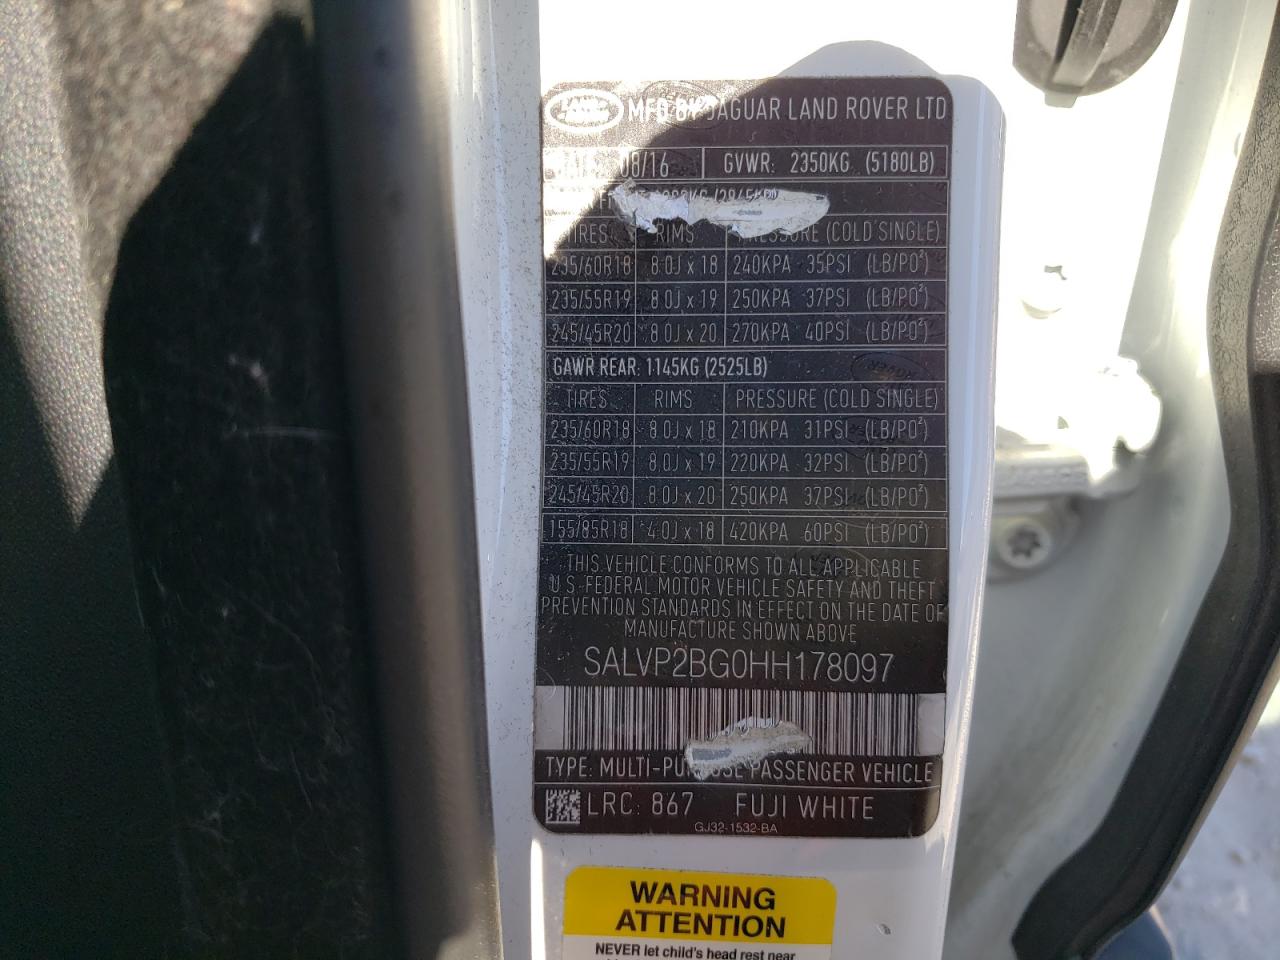 MFD BY JAGUAR LAND ROVER LTD
08/16 GVWR: 2350KG (5180LB)
TIRES RIMS PRESSURE (COLD SINGLE)
235/60R18 8.0J x 18 240KPA 35PSI (LB/PO²)
235/55R19 8.0J x 19 250KPA 37PSI (LB/PO²)
245/45R20 8.0J x 20 270KPA 40PSI (LB/PO²)
GAWR REAR: 1145KG (2525LB)
TIRES RIMS PRESSURE (COLD SINGLE)
235/60R18 8.0J x 18 210KPA 31PSI (LB/PO²)
235/55R19 8.0J x 19 220KPA 32PSI (LB/PO²)
245/45R20 8.0J x 20 250KPA 37PSI (LB/PO²)
155/85R18 4.0J x 18 420KPA 60PSI (LB/PO²)
THIS VEHICLE CONFORMS TO ALL APPLICABLE
U.S-FEDERAL MOTOR VEHICLE SAFETY AND THEFT
PREVENTION STANDARDS IN EFFECT ON THE DATE OF
MANUFACTURE SHOWN ABOVE
SALVP2BG0HH178097
TYPE: MULTI-PURPOSE PASSENGER VEHICLE
LRC: 867 FUJI WHITE
GJ32-1532-BA
WARNING
ATTENTION
NEVER let child's head rest near